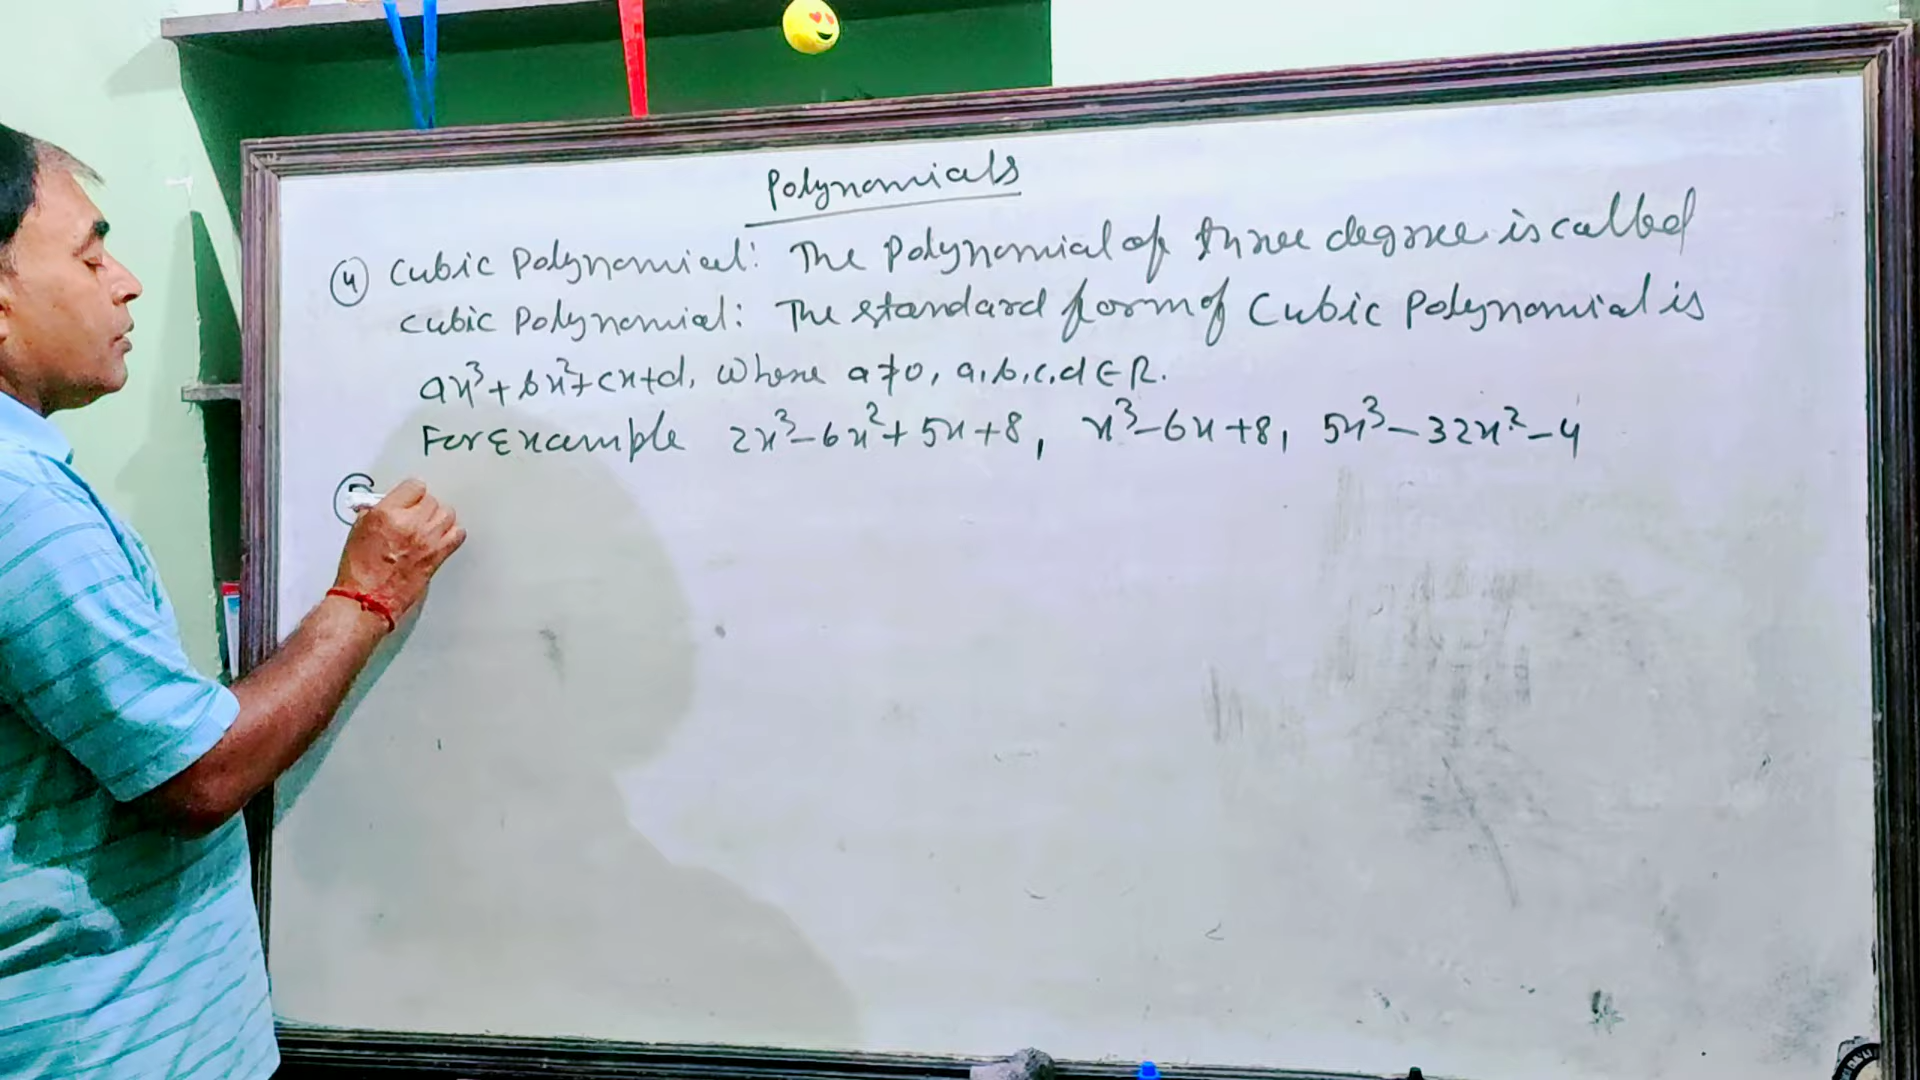 Polynomials
④ Cubic Polynomial: The Polynomial of three degree is called
Cubic Polynomial: The standard form of Cubic Polynomial is
ax³+bx²+cx+d, Where a≠0, a,b,c,d∈R.
For Example 2x³-6x²+5x+8, x³-6x+8, 5x³-32x²-4